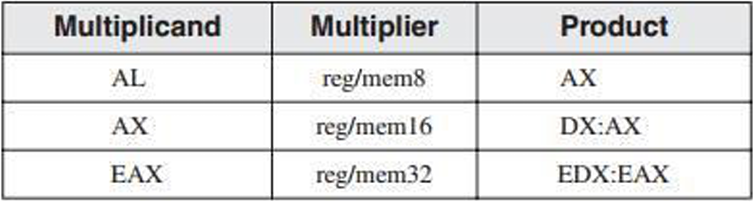 Multiplicand Multiplier Product
AL reg/mem8 AX
AX reg/mem16 DX:AX
EAX reg/mem32 EDX:EAX